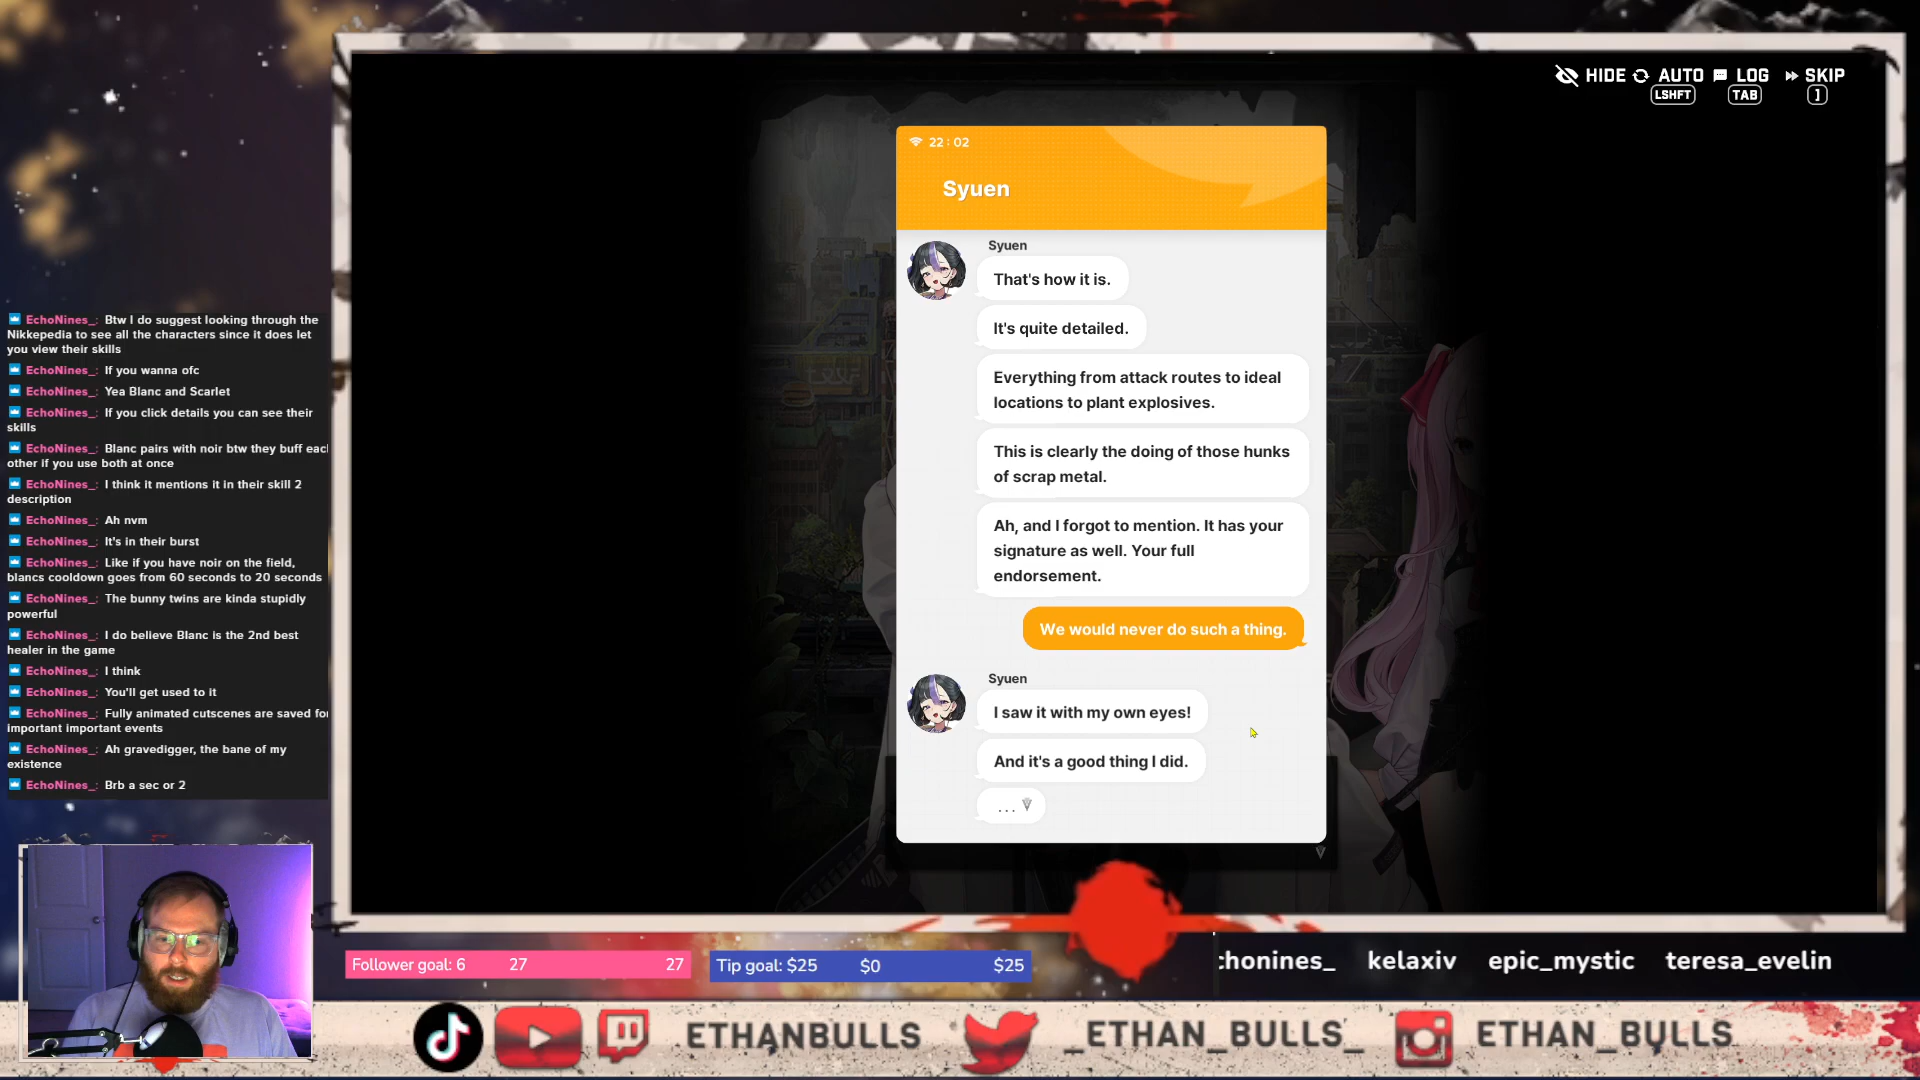 HIDE AUTO LOG SKIP
LSHFT TAB ]
22:02
Syuen
Syuen
That's how it is.
It's quite detailed.
Everything from attack routes to ideal
locations to plant explosives.
This is clearly the doing of those hunks
of scrap metal.
Ah, and I forgot to mention. It has your
signature as well. Your full
endorsement.
We would never do such a thing.
Syuen
I saw it with my own eyes!
And it's a good thing I did.
...
EchoNines_: Btw I do suggest looking through the
Nikkepedia to see all the characters since it does let
you view their skills
EchoNines_: If you wanna ofc
EchoNines_: Yea Blanc and Scarlet
EchoNines_: If you click details you can see their
skills
EchoNines_: Blanc pairs with noir btw they buff eac
other if you use both at once
EchoNines_: I think it mentions it in their skill 2
description
EchoNines_: Ah nvm
EchoNines_: It's in their burst
EchoNines_: Like if you have noir on the field,
blancs cooldown goes from 60 seconds to 20 seconds
EchoNines_: The bunny twins are kinda stupidly
powerful
EchoNines_: I do believe Blanc is the 2nd best
healer in the game
EchoNines_: I think
EchoNines_: You'll get used to it
EchoNines_: Fully animated cutscenes are saved fo
important important events
EchoNines_: Ah gravedigger, the bane of my
existence
EchoNines_: Brb a sec or 2
Follower goal: 6 27 27
Tip goal: $25 $0 $25
chonines_ kelaxiv epic_mystic teresa_evelin
ETHANBULLS _ETHAN_BULLS_ ETHAN_BULLS